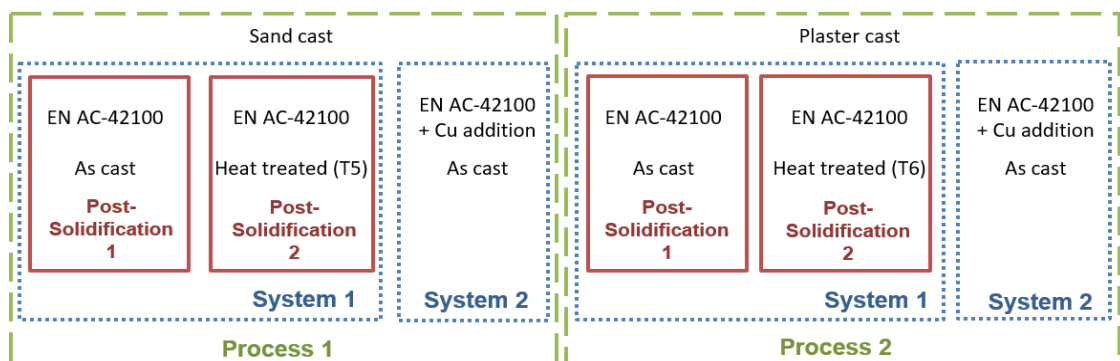 Sand cast
EN AC-42100
As cast
Post-
Solidification
1
EN AC-42100
Heat treated (T5)
Post-
Solidification
2
System 1
EN AC-42100
+ Cu addition
As cast
System 2
Process 1
Plaster cast
EN AC-42100
As cast
Post-
Solidification
1
EN AC-42100
Heat treated (T6)
Post-
Solidification
2
System 1
EN AC-42100
+ Cu addition
As cast
System 2
Process 2